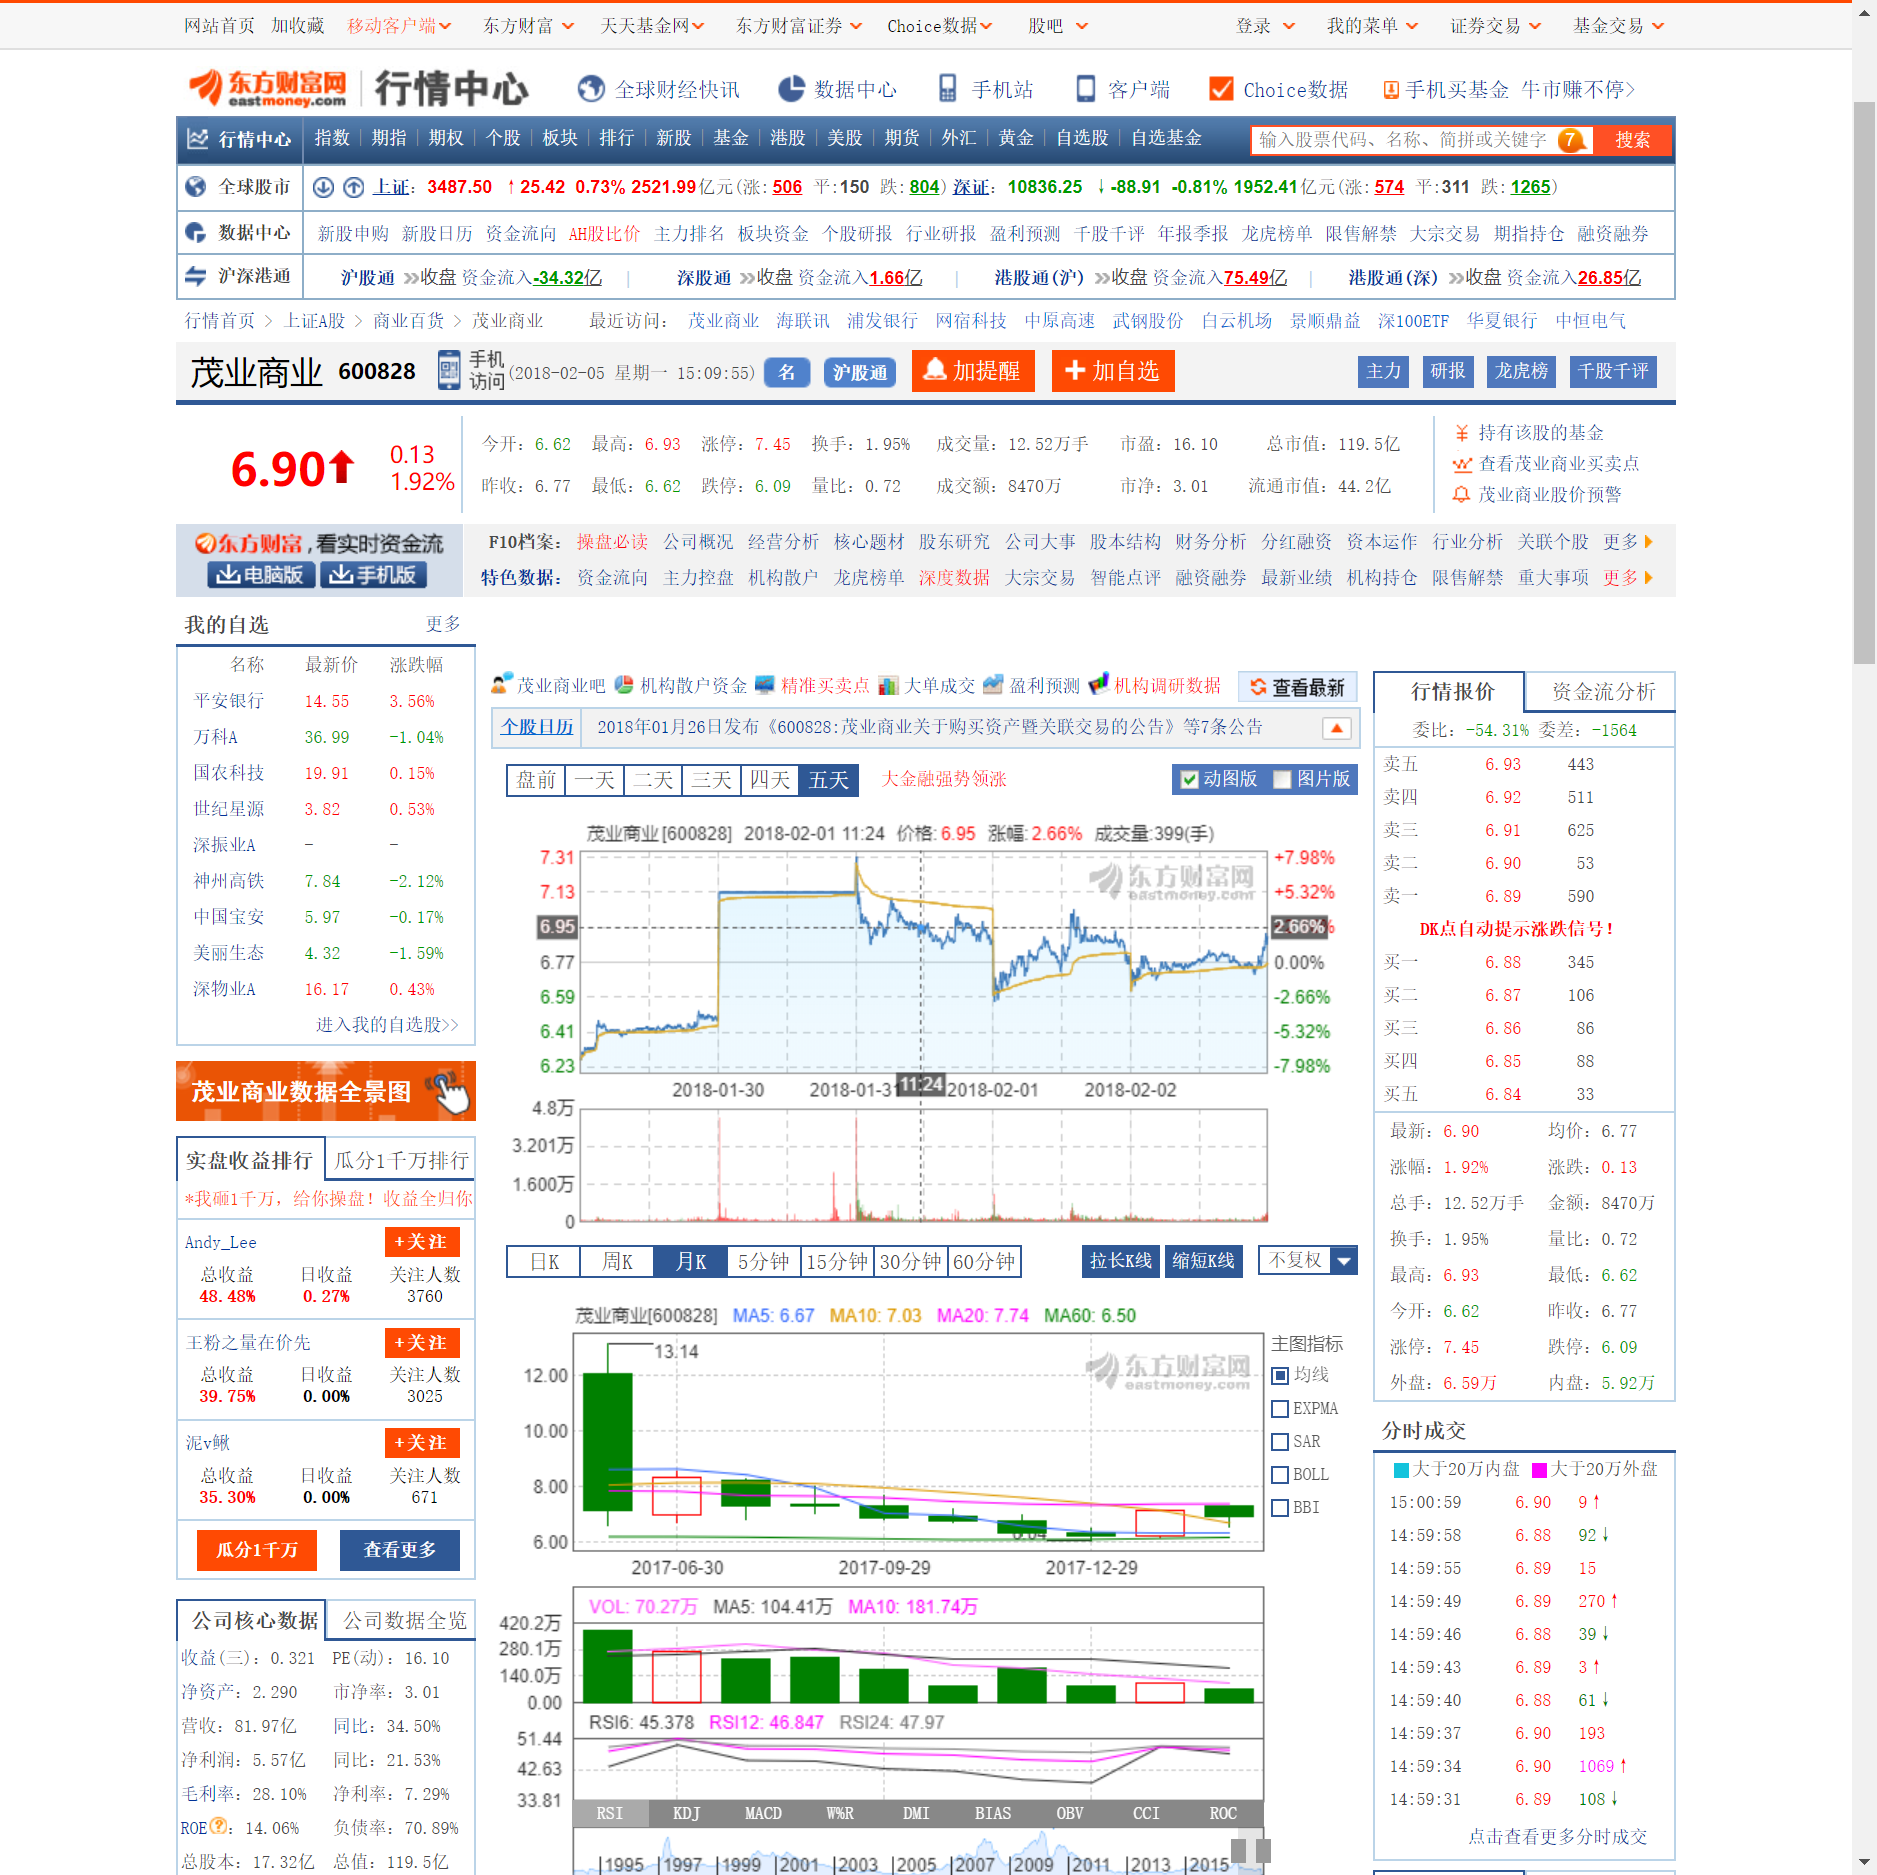 网站首页 加收藏 移动客户端 东方财富 天天基金网 东方财富证券 Choice数据 股吧 登录 我的菜单 证券交易 基金交易
东方财富网 eastmoney.com 行情中心 全球财经快讯 数据中心 手机站 客户端 Choice数据 手机买基金 牛市赚不停>
行情中心 指数 期指 期权 个股 板块 排行 新股 基金 港股 美股 期货 外汇 黄金 自选股 自选基金 输入股票代码、名称、简拼或关键字 7 搜索
全球股市 上证: 3487.50 ↑25.42 0.73% 2521.99亿元(涨:506 平:150 跌:804) 深证: 10836.25 ↓-88.91 -0.81% 1952.41亿元(涨:574 平:311 跌:1265)
数据中心 新股申购 新股日历 资金流向 AH股比价 主力排名 板块资金 个股研报 行业研报 盈利预测 千股千评 年报季报 龙虎榜单 限售解禁 大宗交易 期指持仓 融资融券
沪深港通 沪股通 收盘 资金流入-34.32亿 | 深股通 收盘 资金流入1.66亿 | 港股通(沪) 收盘 资金流入75.49亿 | 港股通(深) 收盘 资金流入26.85亿
行情首页 > 上证A股 > 商业百货 > 茂业商业 最近访问: 茂业商业 海联讯 浦发银行 网宿科技 中原高速 武钢股份 白云机场 景顺鼎益 深100ETF 华夏银行 中恒电气
茂业商业 600828 手机访问 (2018-02-05 星期一 15:09:55) 名 沪股通 加提醒 加自选 主力 研报 龙虎榜 千股千评
6.90 0.13
1.92%
今开: 6.62 最高: 6.93 涨停: 7.45 换手: 1.95% 成交量: 12.52万手 市盈: 16.10 总市值: 119.5亿
昨收: 6.77 最低: 6.62 跌停: 6.09 量比: 0.72 成交额: 8470万 市净: 3.01 流通市值: 44.2亿
持有该股的基金
查看茂业商业买卖点
茂业商业股价预警
东方财富,看实时资金流
电脑版 手机版
F10档案: 操盘必读 公司概况 经营分析 核心题材 股东研究 公司大事 股本结构 财务分析 分红融资 资本运作 行业分析 关联个股 更多
特色数据: 资金流向 主力控盘 机构散户 龙虎榜单 深度数据 大宗交易 智能点评 融资融券 最新业绩 机构持仓 限售解禁 重大事项 更多
我的自选 更多
名称 最新价 涨跌幅
平安银行 14.55 3.56%
万科A 36.99 -1.04%
国农科技 19.91 0.15%
世纪星源 3.82 0.53%
深振业A - -
神州高铁 7.84 -2.12%
中国宝安 5.97 -0.17%
美丽生态 4.32 -1.59%
深物业A 16.17 0.43%
进入我的自选股>>
茂业商业数据全景图
实盘收益排行 瓜分1千万排行
*我砸1千万, 给你操盘! 收益全归你
Andy_Lee +关注
总收益 日收益 关注人数
48.48% 0.27% 3760
王粉之量在价先 +关注
总收益 日收益 关注人数
39.75% 0.00% 3025
泥v鳅 +关注
总收益 日收益 关注人数
35.30% 0.00% 671
瓜分1千万 查看更多
公司核心数据 公司数据全览
收益(三): 0.321 PE(动): 16.10
净资产: 2.290 市净率: 3.01
营收: 81.97亿 同比: 34.50%
净利润: 5.57亿 同比: 21.53%
毛利率: 28.10% 净利率: 7.29%
ROE?: 14.06% 负债率: 70.89%
总股本: 17.32亿 总值: 119.5亿
茂业商业吧 机构散户资金 精准买卖点 大单成交 盈利预测 机构调研数据 查看最新
个股日历 2018年01月26日发布《600828:茂业商业关于购买资产暨关联交易的公告》等7条公告
盘前 一天 二天 三天 四天 五天 大金融强势领涨 动图版 图片版
茂业商业[600828] 2018-02-01 11:24 价格: 6.95 涨幅: 2.66% 成交量:399(手)
东方财富网 eastmoney.com
7.31 +7.98%
7.13 +5.32%
6.95 2.66%
6.77 0.00%
6.59 -2.66%
6.41 -5.32%
6.23 -7.98%
2018-01-30 2018-01-31 11:24 2018-02-01 2018-02-02
4.8万
3.201万
1.600万
0
日K 周K 月K 5分钟 15分钟 30分钟 60分钟 拉长K线 缩短K线 不复权
茂业商业[600828] MA5: 6.67 MA10: 7.03 MA20: 7.74 MA60: 6.50
13.14
东方财富网 eastmoney.com
12.00
10.00
8.00
6.00
6.04
2017-06-30 2017-09-29 2017-12-29
主图指标
均线
EXPMA
SAR
BOLL
BBI
VOL: 70.27万 MA5: 104.41万 MA10: 181.74万
420.2万
280.1万
140.0万
0.00
RSI6: 45.378 RSI12: 46.847 RSI24: 47.97
51.44
42.63
33.81
RSI KDJ MACD W%R DMI BIAS OBV CCI ROC
1995 1997 1999 2001 2003 2005 2007 2009 2011 2013 2015
行情报价 资金流分析
委比: -54.31% 委差: -1564
卖五 6.93 443
卖四 6.92 511
卖三 6.91 625
卖二 6.90 53
卖一 6.89 590
DK点自动提示涨跌信号!
买一 6.88 345
买二 6.87 106
买三 6.86 86
买四 6.85 88
买五 6.84 33
最新: 6.90 均价: 6.77
涨幅: 1.92% 涨跌: 0.13
总手: 12.52万手 金额: 8470万
换手: 1.95% 量比: 0.72
最高: 6.93 最低: 6.62
今开: 6.62 昨收: 6.77
涨停: 7.45 跌停: 6.09
外盘: 6.59万 内盘: 5.92万
分时成交
大于20万内盘 大于20万外盘
15:00:59 6.90 9↑
14:59:58 6.88 92↓
14:59:55 6.89 15
14:59:49 6.89 270↑
14:59:46 6.88 39↓
14:59:43 6.89 3↑
14:59:40 6.88 61↓
14:59:37 6.90 193
14:59:34 6.90 1069↑
14:59:31 6.89 108↓
点击查看更多分时成交